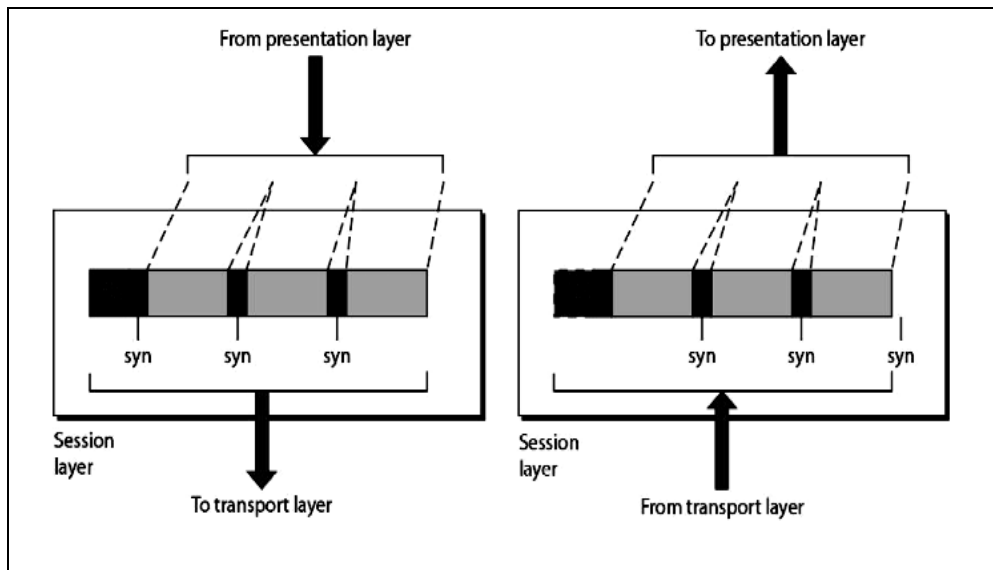 From presentation layer
To presentation layer
syn
syn
syn
syn
syn
syn
Session
layer
Session
layer
To transport layer
From transport layer